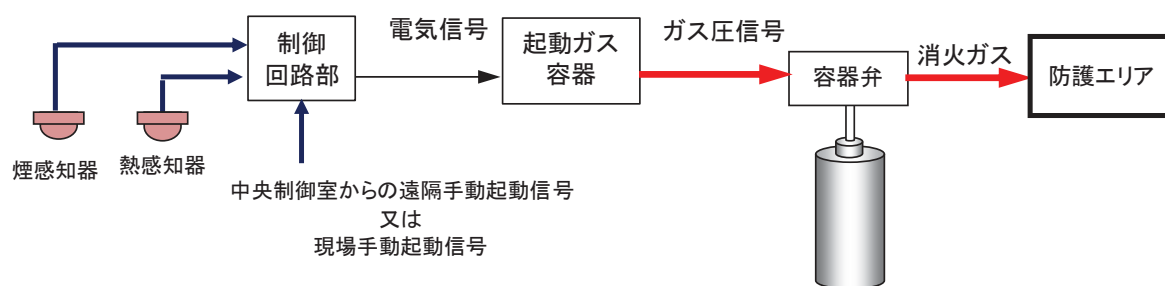 制御
回路部
電気信号
起動ガス
容器
ガス圧信号
容器弁
消火ガス
防護エリア
煙感知器
熱感知器
中央制御室からの遠隔手動起動信号
又は
現場手動起動信号